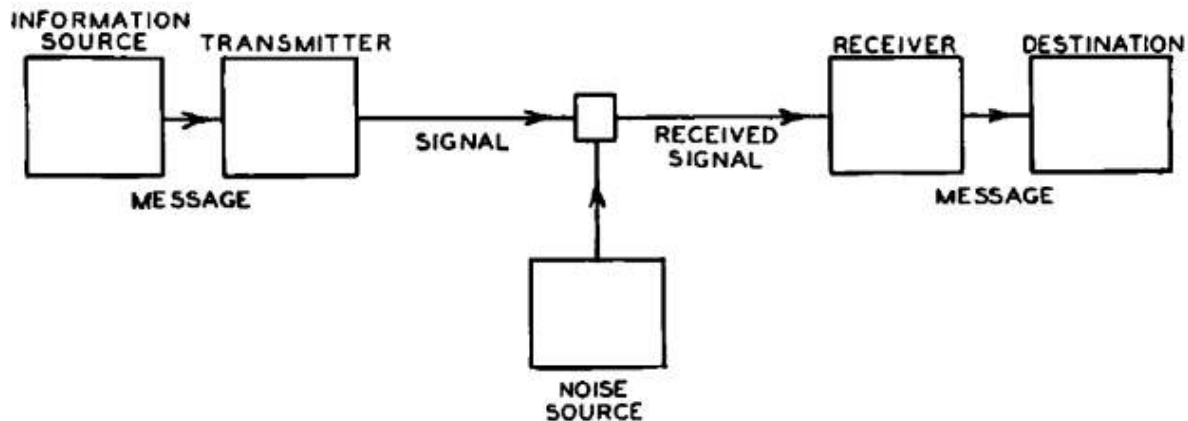 INFORMATION
SOURCE
TRANSMITTER
RECEIVER
DESTINATION
SIGNAL
RECEIVED
SIGNAL
MESSAGE
MESSAGE
NOISE
SOURCE